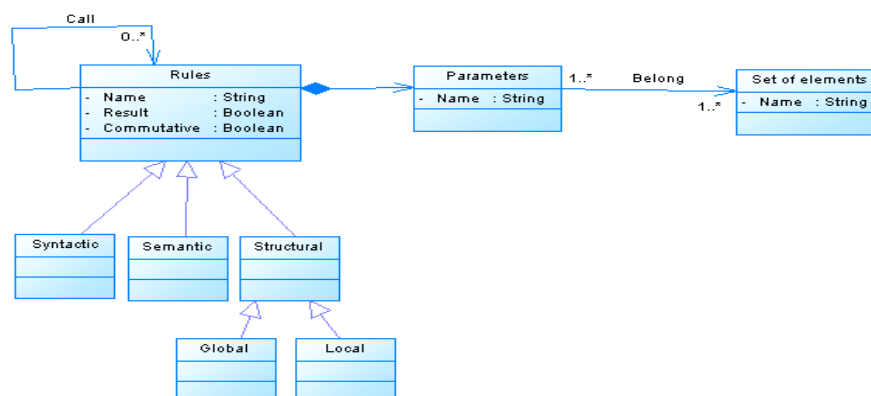 Call
0..*
Rules
- Name : String
- Result : Boolean
- Commutative : Boolean
Parameters
- Name : String
1..*
Belong
1..*
Set of elements
- Name : String
Syntactic
Semantic
Structural
Global
Local